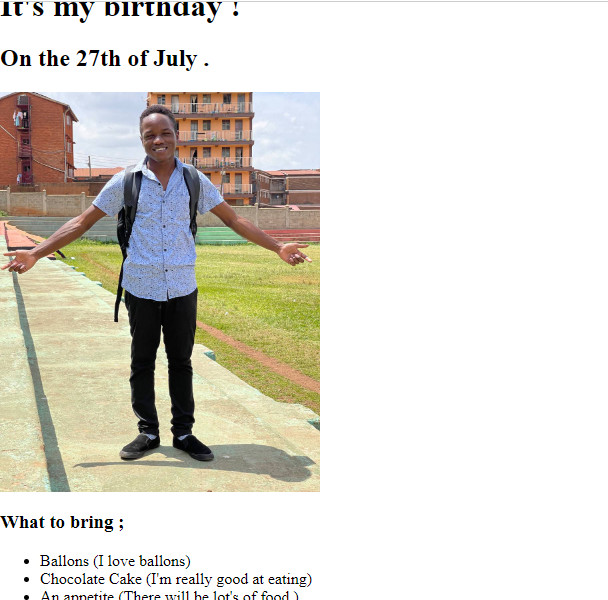 It's my birthday !
On the 27th of July .
What to bring ;
Ballons (I love ballons)
Chocolate Cake (I'm really good at eating)
An appetite (There will be lot's of food )